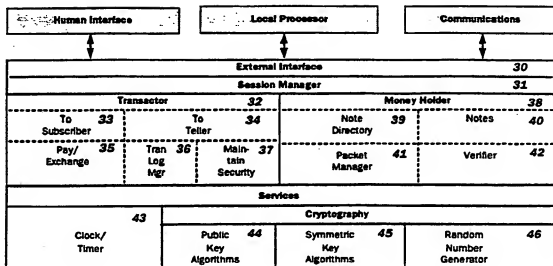 Human Interface
Local Processor
Communications
External Interface 30
Session Manager 31
Transactor 32
Money Holder 38
To Subscriber 33
To Teller 34
Note Directory 39
Notes 40
Pay/ Exchange 35
Tran Log Mgr 36
Main- tain Security 37
Packet Manager 41
Verifier 42
Services
43
Cryptography
Clock/ Timer
Public Key Algorithms 44
Symmetric Key Algorithms 45
Random Number Generator 46